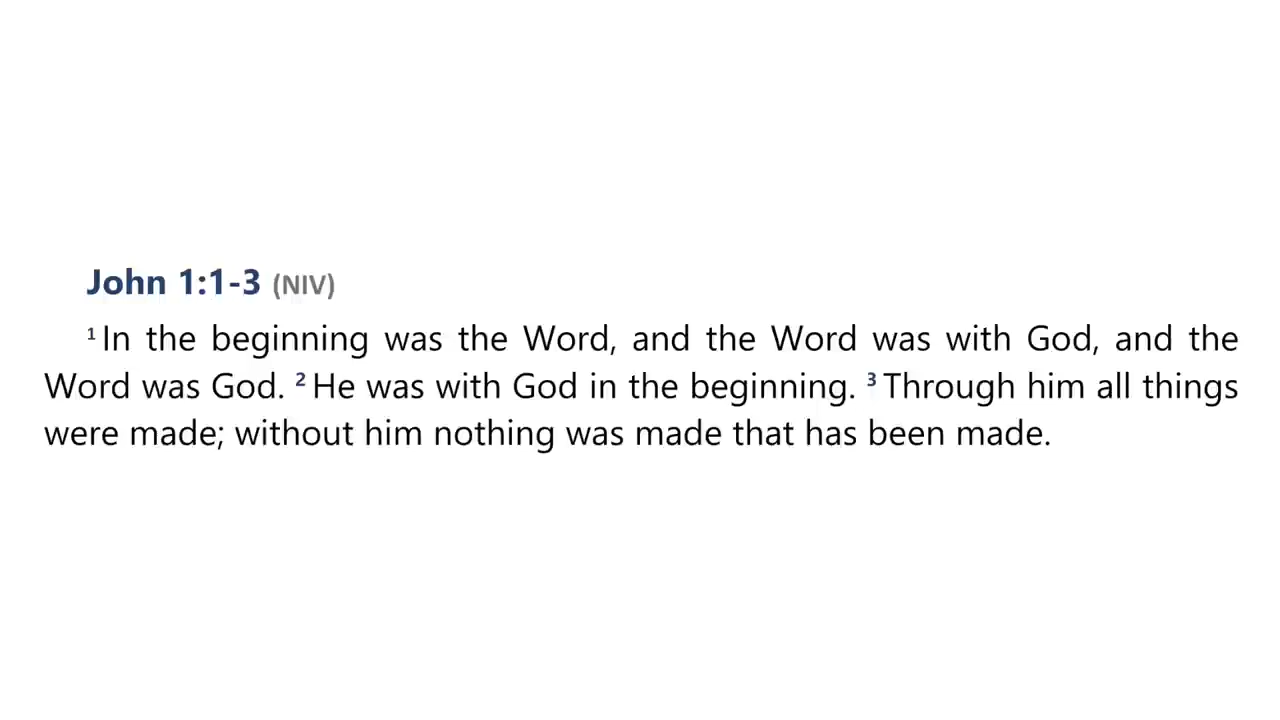 John 1:1-3 (NIV)
1 In the beginning was the Word, and the Word was with God, and the
Word was God. 2 He was with God in the beginning. 3 Through him all things
were made; without him nothing was made that has been made.